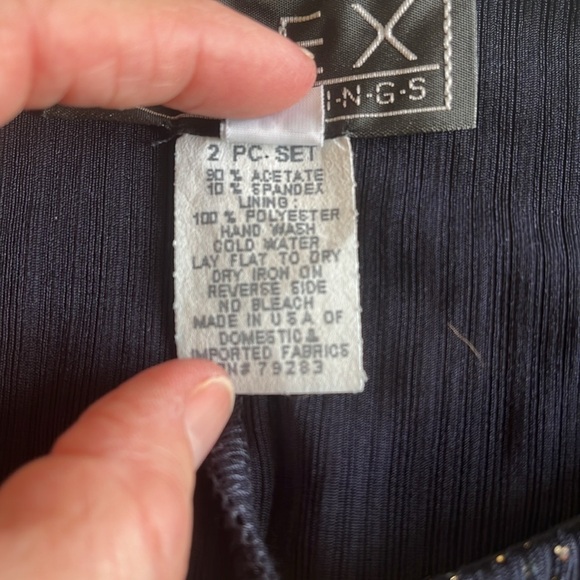 EX
I-N-G-S
2 PC. SET
90 % ACETATE
10 % SPANDEX
LINING:
100 % POLYESTER
HAND WASH
COLD WATER
LAY FLAT TO DRY
DRY IRON ON
REVERSE SIDE
NO BLEACH
MADE IN U.S.A OF
DOMESTIC &
IMPORTED FABRICS
RN# 79283